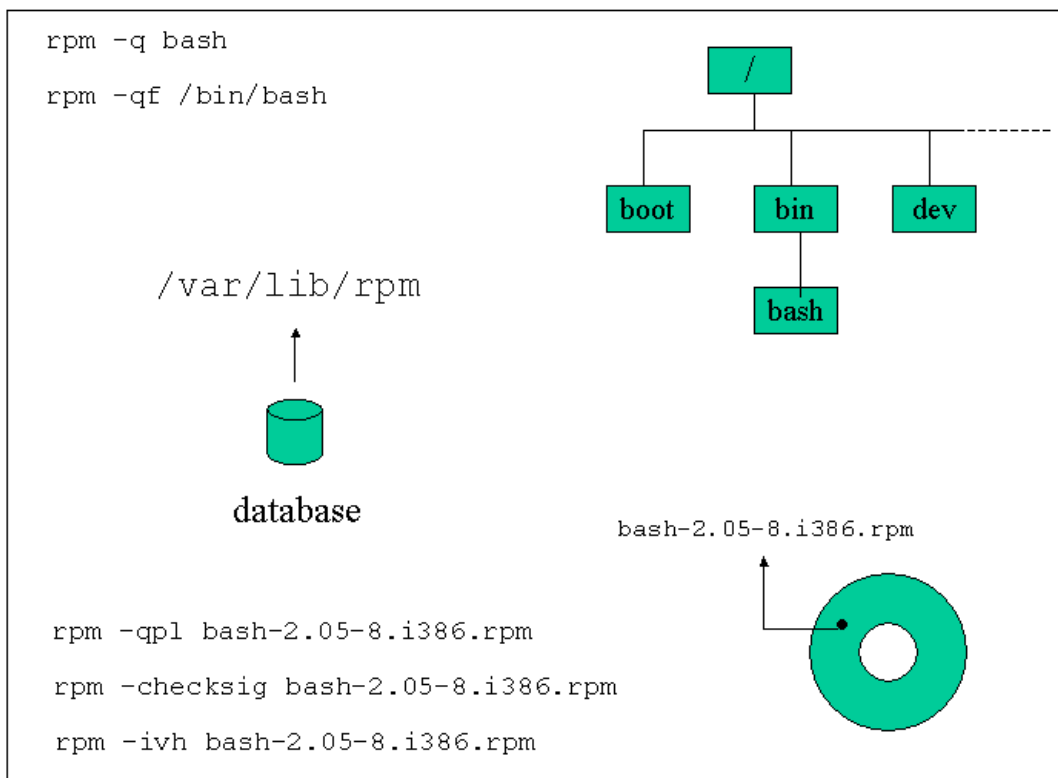 rpm -q bash
rpm -qf /bin/bash
/
boot bin dev
bash
/var/lib/rpm
database
bash-2.05-8.i386.rpm
rpm -qpl bash-2.05-8.i386.rpm
rpm -checksig bash-2.05-8.i386.rpm
rpm -ivh bash-2.05-8.i386.rpm